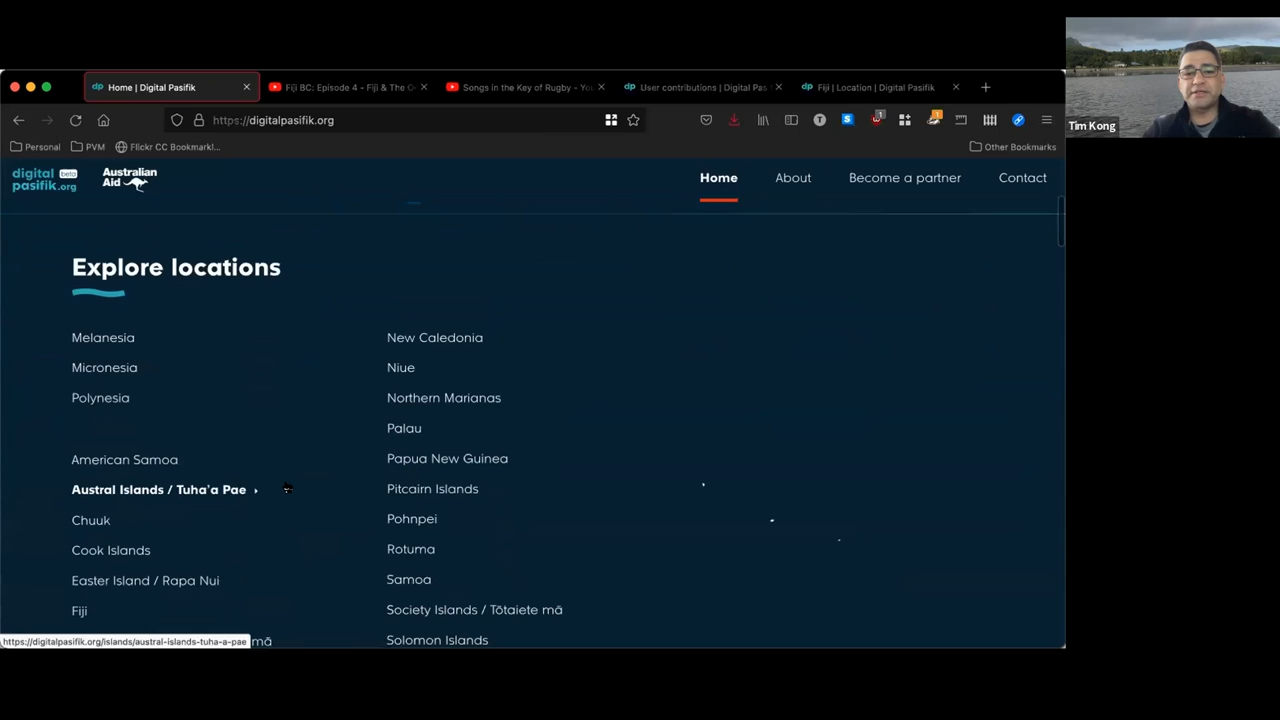 Home | Digital Pasifik
Fiji BC: Episode 4 - Fiji & The O
Songs in the Key of Rugby - You
User contributions | Digital Pas
Fiji | Location | Digital Pasifik
https://digitalpasifik.org
Personal
PVM
Flickr CC Bookmarkl...
Other Bookmarks
Tim Kong
digital beta
pasifik.org
Australian
Aid
Home
About
Become a partner
Contact
Explore locations
Melanesia
Micronesia
Polynesia
American Samoa
Austral Islands / Tuha'a Pae
Chuuk
Cook Islands
Easter Island / Rapa Nui
Fiji
mā
New Caledonia
Niue
Northern Marianas
Palau
Papua New Guinea
Pitcairn Islands
Pohnpei
Rotuma
Samoa
Society Islands / Tōtaiete mā
Solomon Islands
https://digitalpasifik.org/islands/austral-islands-tuha-a-pae